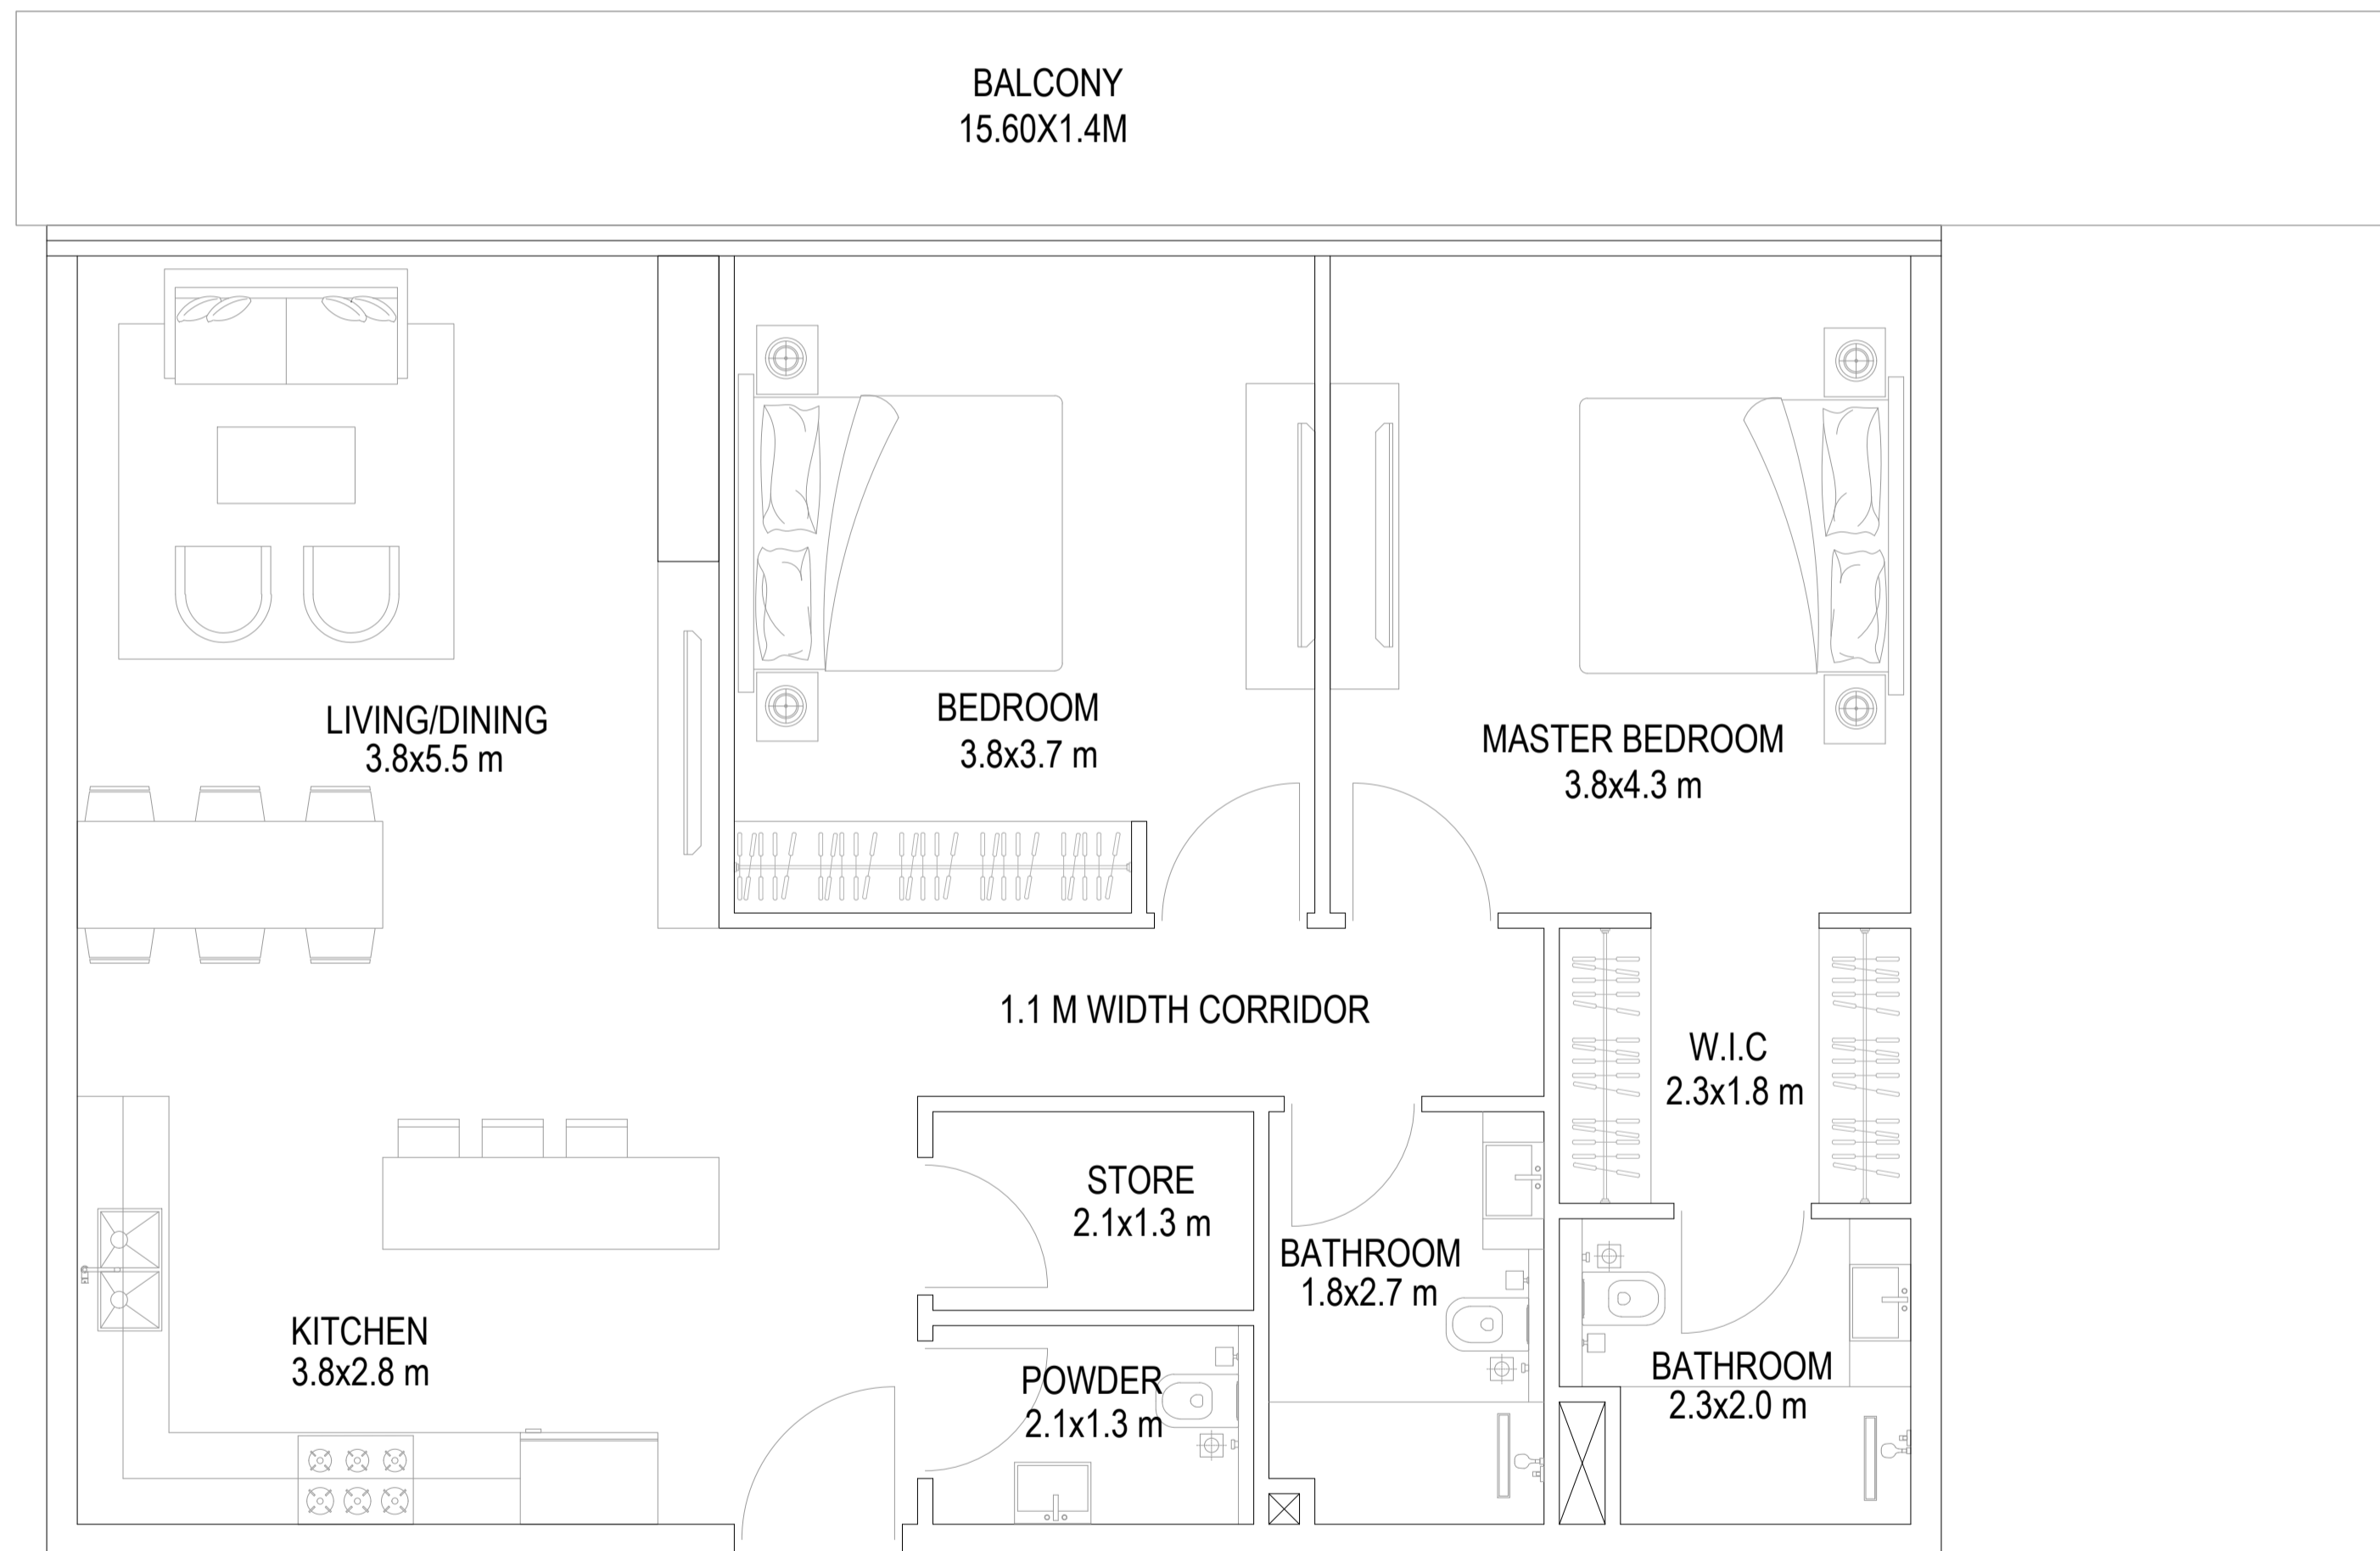 BALCONY
15.60X1.4M
LIVING/DINING
3.8x5.5 m
BEDROOM
3.8x3.7 m
MASTER BEDROOM
3.8x4.3 m
1.1 M WIDTH CORRIDOR
W.I.C
2.3x1.8 m
STORE
2.1x1.3 m
BATHROOM
1.8x2.7 m
KITCHEN
3.8x2.8 m
POWDER
2.1x1.3 m
BATHROOM
2.3x2.0 m